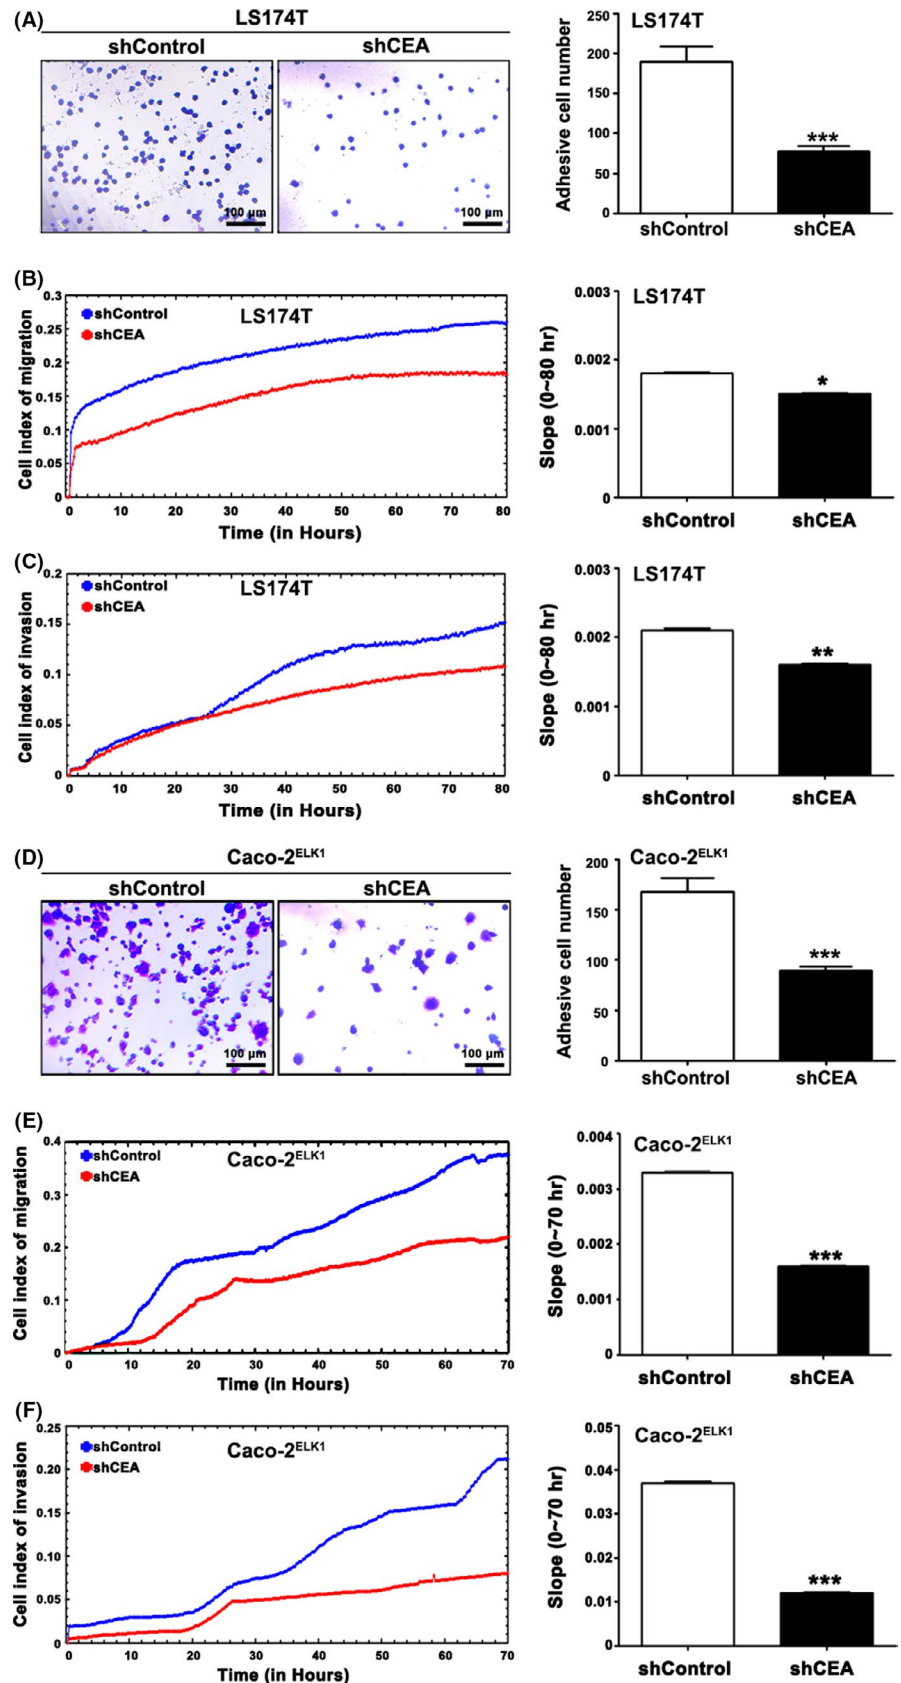 (A)
LS174T
shControl
shCEA
100 μm
100 μm
Adhesive cell number
250
200
150
100
50
0
LS174T
***
shControl
shCEA
(B)
Cell index of migration
0.3
0.25
0.2
0.15
0.1
0.05
0
shControl
shCEA
LS174T
0 10 20 30 40 50 60 70 80
Time (in Hours)
Slope (0~80 hr)
0.003
0.002
0.001
0
LS174T
*
shControl
shCEA
(C)
Cell index of invasion
0.2
0.15
0.1
0.05
0
shControl
shCEA
LS174T
0 10 20 30 40 50 60 70 80
Time (in Hours)
Slope (0~80 hr)
0.003
0.002
0.001
0
LS174T
**
shControl
shCEA
(D)
Caco-2ELK1
shControl
shCEA
100 μm
100 μm
Adhesive cell number
200
150
100
50
0
Caco-2ELK1
***
shControl
shCEA
(E)
Cell index of migration
0.4
0.3
0.2
0.1
0
shControl
shCEA
Caco-2ELK1
0 10 20 30 40 50 60 70
Time (in Hours)
Slope (0~70 hr)
0.004
0.003
0.002
0.001
0
Caco-2ELK1
***
shControl
shCEA
(F)
Cell index of invasion
0.25
0.20
0.15
0.10
0.05
0
shControl
shCEA
Caco-2ELK1
0 10 20 30 40 50 60 70
Time (in Hours)
Slope (0~70 hr)
0.05
0.04
0.03
0.02
0.01
0
Caco-2ELK1
***
shControl
shCEA